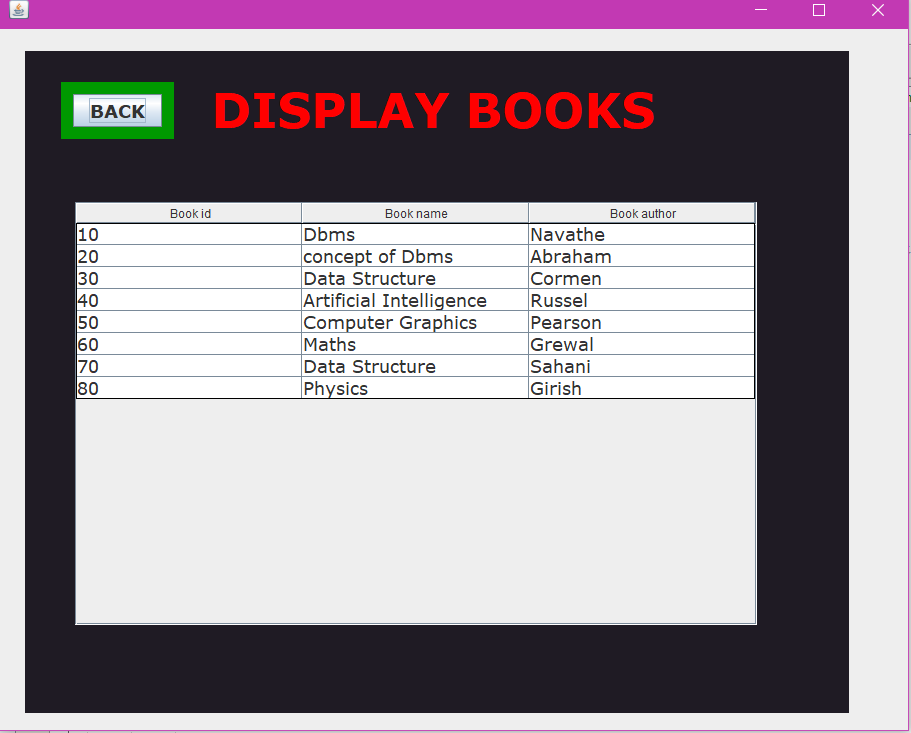 BACK DISPLAY BOOKS
Book id Book name Book author
10 Dbms Navathe
20 concept of Dbms Abraham
30 Data Structure Cormen
40 Artificial Intelligence Russel
50 Computer Graphics Pearson
60 Maths Grewal
70 Data Structure Sahani
80 Physics Girish